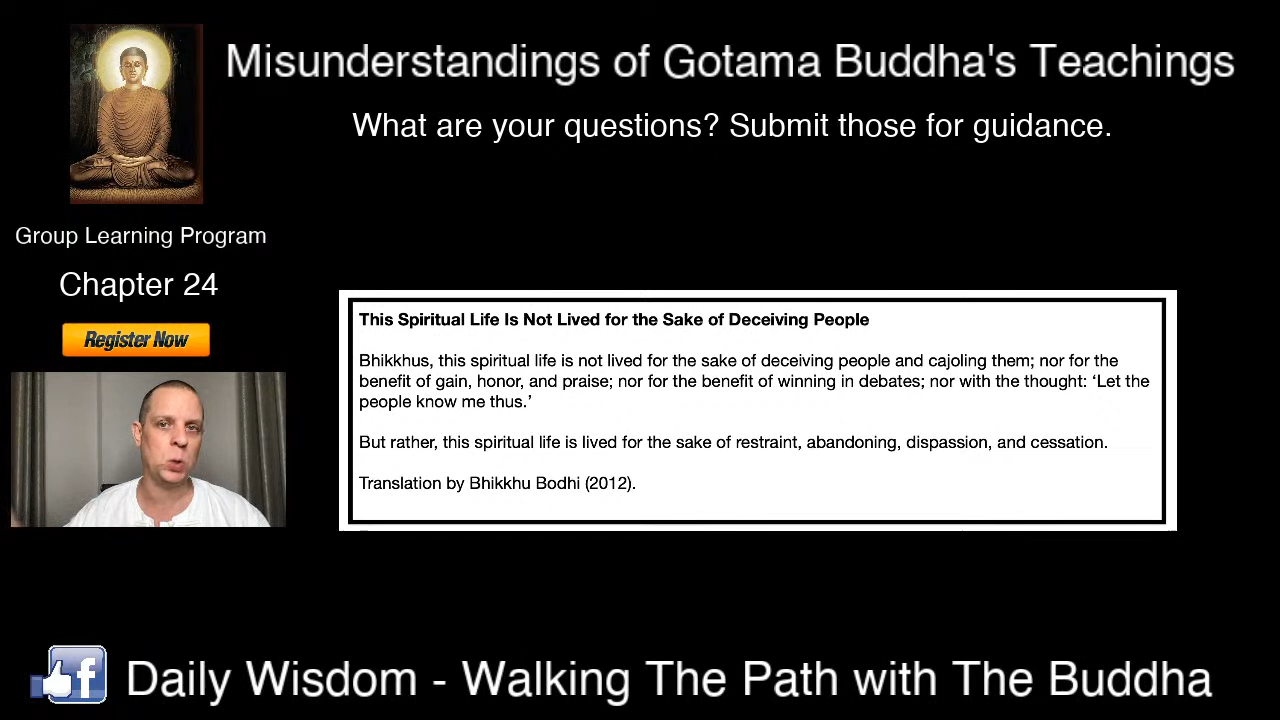 Misunderstandings of Gotama Buddha's Teachings
What are your questions? Submit those for guidance.
Group Learning Program
Chapter 24
Register Now
This Spiritual Life Is Not Lived for the Sake of Deceiving People
Bhikkhus, this spiritual life is not lived for the sake of deceiving people and cajoling them; nor for the
benefit of gain, honor, and praise; nor for the benefit of winning in debates; nor with the thought: ‘Let the
people know me thus.’
But rather, this spiritual life is lived for the sake of restraint, abandoning, dispassion, and cessation.
Translation by Bhikkhu Bodhi (2012).
f
Daily Wisdom - Walking The Path with The Buddha